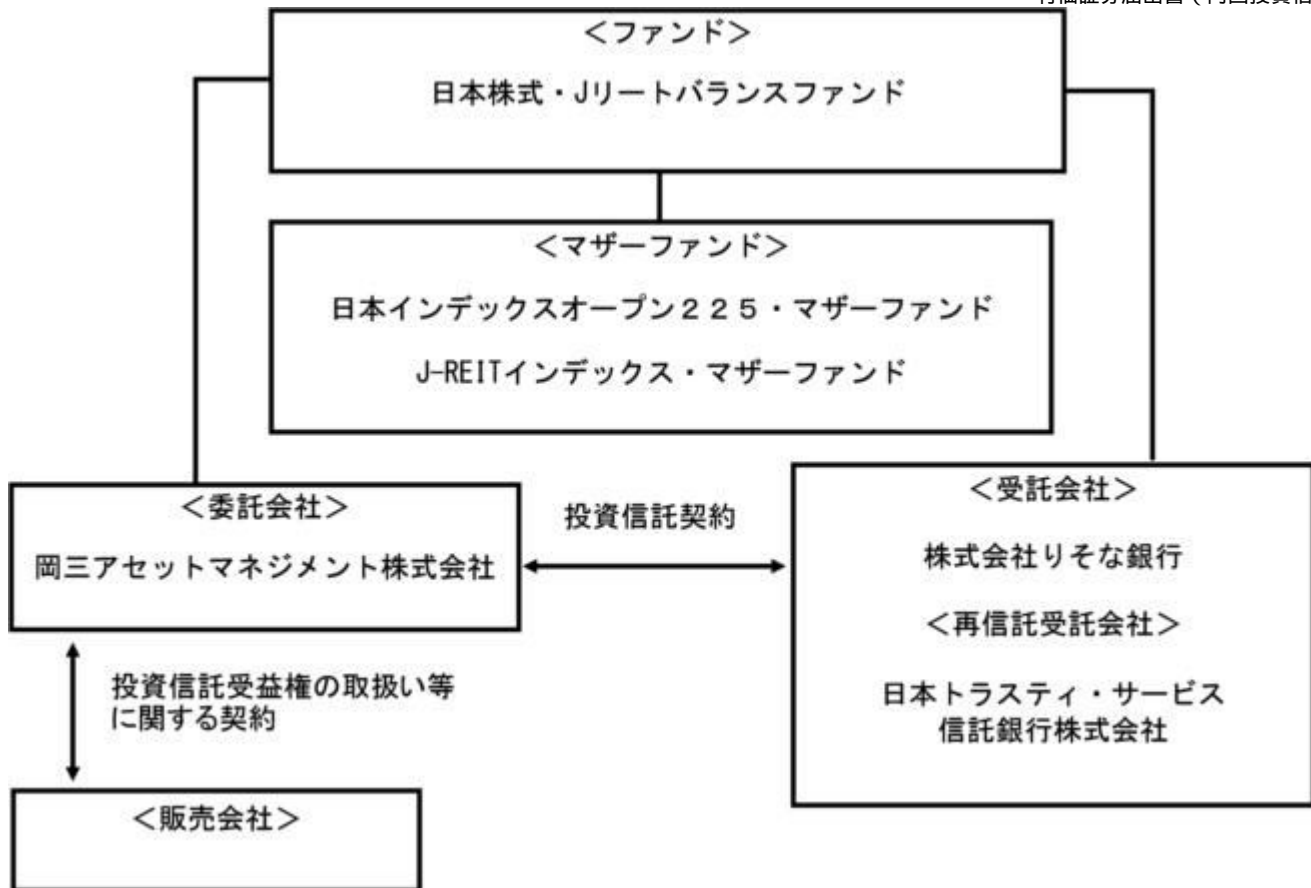 ＜ファンド＞
日本株式・Jリートバランスファンド
＜マザーファンド＞
日本インデックスオープン２２５・マザーファンド
J-REITインデックス・マザーファンド
＜委託会社＞
岡三アセットマネジメント株式会社
投資信託契約
＜受託会社＞
株式会社りそな銀行
＜再信託受託会社＞
日本トラスティ・サービス
信託銀行株式会社
投資信託受益権の取扱い等
に関する契約
＜販売会社＞